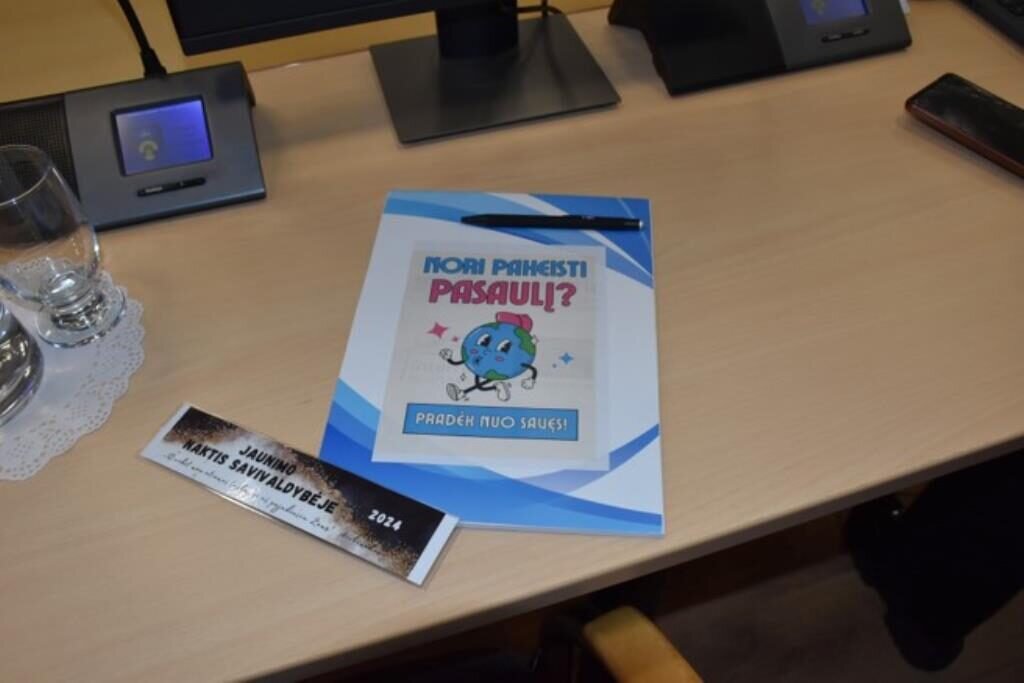 NORI PAKEISTI
PASAULĮ?
PRADĖK NUO SAVĘS!
JAUNIMO
NAKTIS SAVIVALDYBĖJE
2024